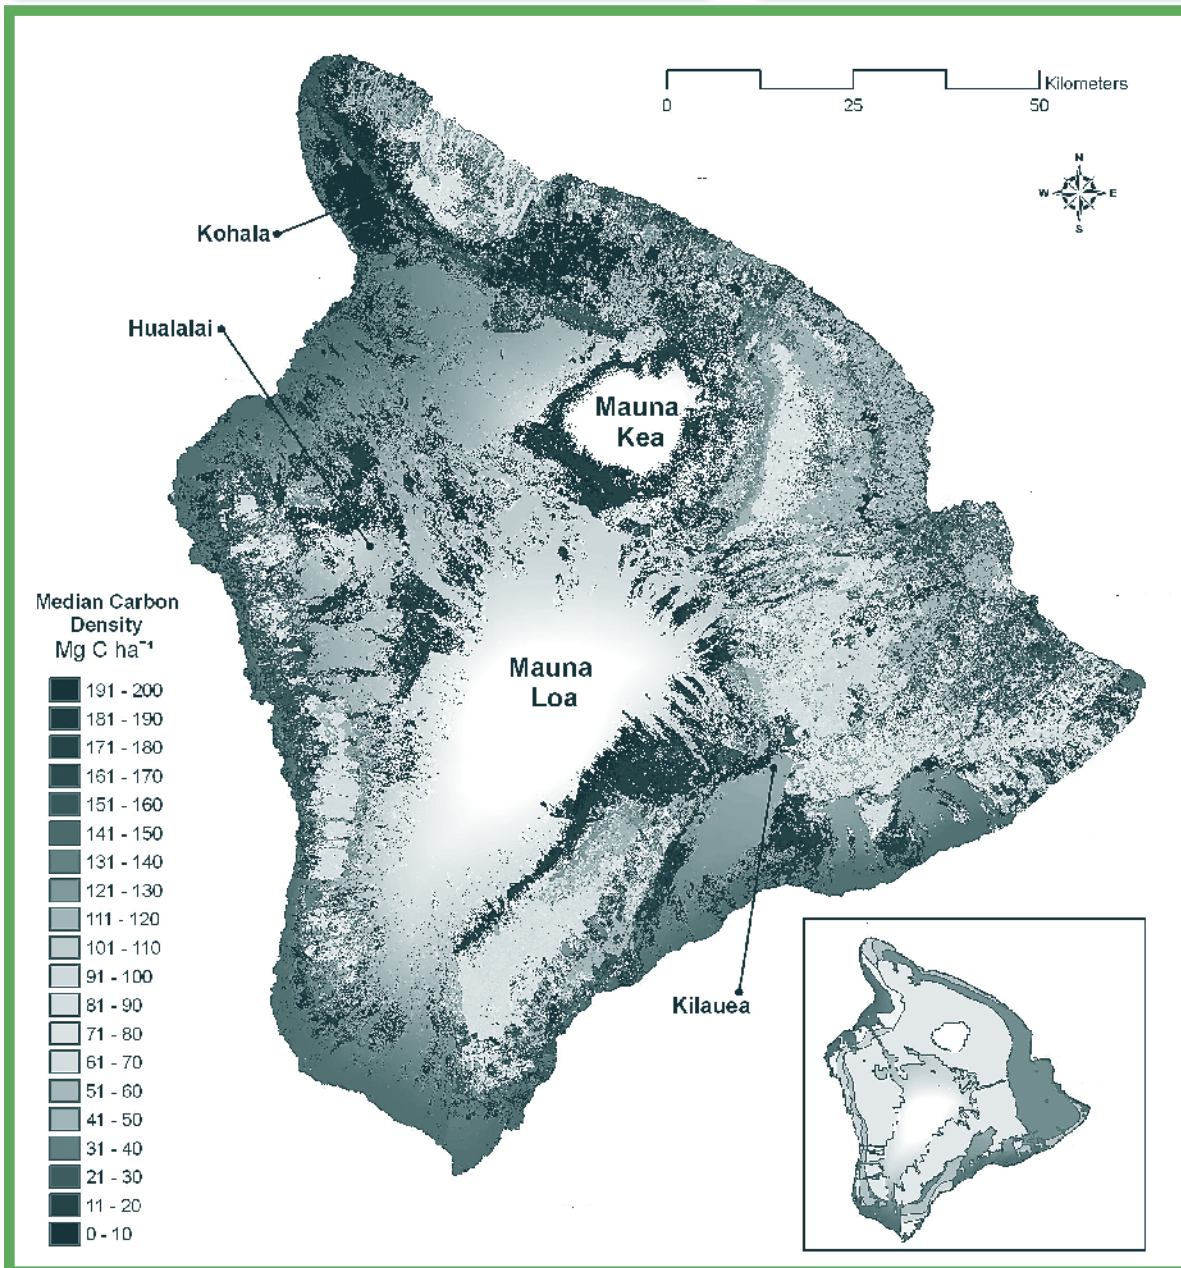 Kilometers
0 25 50
N
W E
S
Kohala
Hualalai
Mauna
Kea
Mauna
Loa
Kilauea
Median Carbon
Density
Mg C ha⁻¹
191 - 200
181 - 190
171 - 180
161 - 170
151 - 160
141 - 150
131 - 140
121 - 130
111 - 120
101 - 110
91 - 100
81 - 90
71 - 80
61 - 70
51 - 60
41 - 50
31 - 40
21 - 30
11 - 20
0 - 10